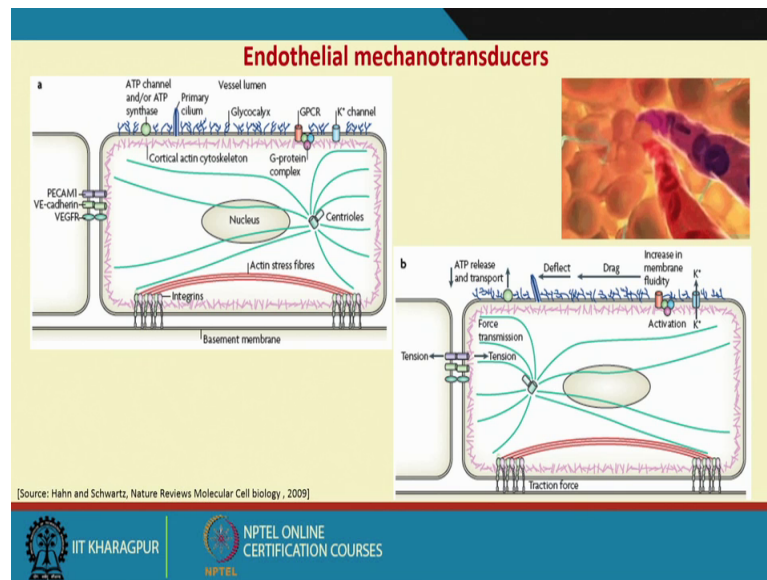 Endothelial mechanotransducers
a
ATP channel
and/or ATP
synthase
Primary
cilium
Vessel lumen
Glycocalyx
GPCR
K+ channel
Cortical actin cytoskeleton
G-protein
complex
PECAM1
VE-cadherin
VEGFR
Nucleus
Centrioles
Actin stress fibres
Integrins
Basement membrane
b
ATP release
and transport
Deflect
Drag
Increase in
membrane
fluidity
K+
Activation
K+
Force
transmission
Tension
Tension
Traction force
[Source: Hahn and Schwartz, Nature Reviews Molecular Cell biology , 2009]
IIT KHARAGPUR
NPTEL
NPTEL ONLINE
CERTIFICATION COURSES